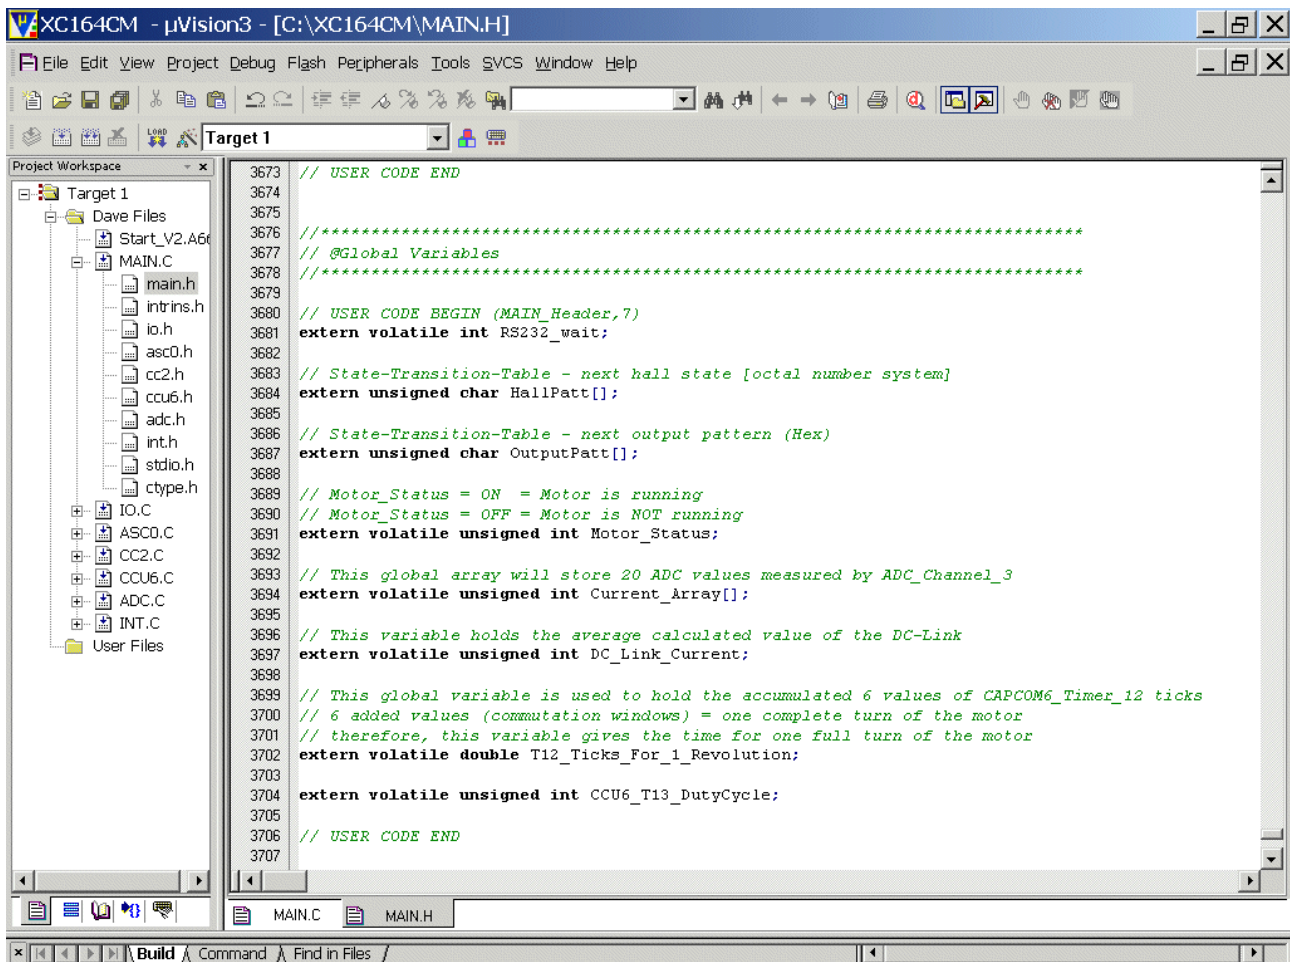 XC164CM - µVision3 - [C:\XC164CM\MAIN.H]
File Edit View Project Debug Flash Peripherals Tools SVCS Window Help
LOAD
Target 1
Project Workspace
Target 1
Dave Files
Start_V2.A66
MAIN.C
main.h
intrins.h
io.h
asc0.h
cc2.h
ccu6.h
adc.h
int.h
stdio.h
ctype.h
IO.C
ASC0.C
CC2.C
CCU6.C
ADC.C
INT.C
User Files
3673 // USER CODE END
3674
3675
3676 //****************************************************************************
3677 // @Global Variables
3678 //****************************************************************************
3679
3680 // USER CODE BEGIN (MAIN_Header,7)
3681 extern volatile int RS232_wait;
3682
3683 // State-Transition-Table - next hall state [octal number system]
3684 extern unsigned char HallPatt[];
3685
3686 // State-Transition-Table - next output pattern (Hex)
3687 extern unsigned char OutputPatt[];
3688
3689 // Motor_Status = ON  = Motor is running
3690 // Motor_Status = OFF = Motor is NOT running
3691 extern volatile unsigned int Motor_Status;
3692
3693 // This global array will store 20 ADC values measured by ADC_Channel_3
3694 extern volatile unsigned int Current_Array[];
3695
3696 // This variable holds the average calculated value of the DC-Link
3697 extern volatile unsigned int DC_Link_Current;
3698
3699 // This global variable is used to hold the accumulated 6 values of CAPCOM6_Timer_12 ticks
3700 // 6 added values (commutation windows) = one complete turn of the motor
3701 // therefore, this variable gives the time for one full turn of the motor
3702 extern volatile double T12_Ticks_For_1_Revolution;
3703
3704 extern volatile unsigned int CCU6_T13_DutyCycle;
3705
3706 // USER CODE END
3707
MAIN.C MAIN.H
Build Command Find in Files